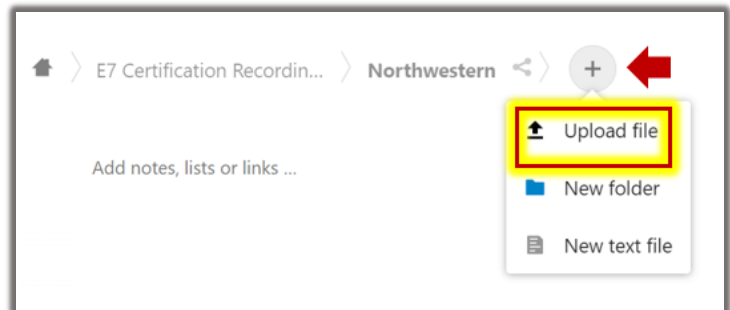 E7 Certification Recordin... Northwestern +
Upload file
Add notes, lists or links ...
New folder
New text file